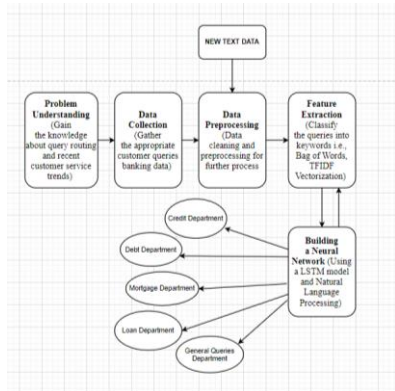 NEW TEXT DATA
Problem
Understanding
(Gain
the knowledge
about query routing
and recent
customer service
trends)
Data
Collection
(Gather
the appropriate
customer queries
banking data)
Data
Preprocessing
(Data
cleaning and
preprocessing for
further process
Feature
Extraction
(Classify
the queries into
keywords i.e.,
Bag of Words,
TFIDF
Vectorization)
Building
a Neural
Network (Using
a LSTM model
and Natural
Language
Processing)
Credit Department
Debt Department
Mortgage Department
Loan Department
General Queries
Department